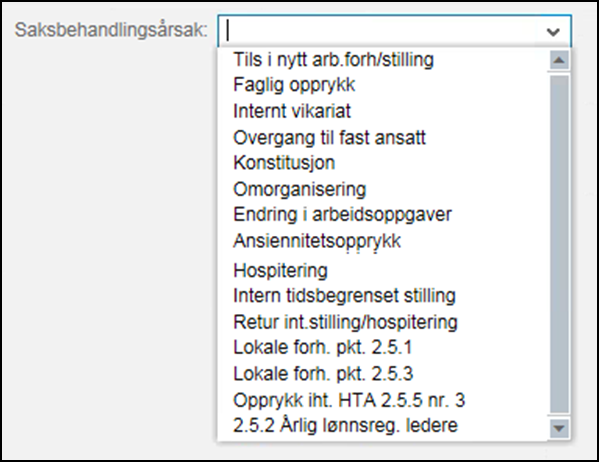 Saksbehandlingsårsak:
Tils i nytt arb.forh/stilling
Faglig opprykk
Internt vikariat
Overgang til fast ansatt
Konstitusjon
Omorganisering
Endring i arbeidsoppgaver
Ansiennitetsopprykk
Hospitering
Intern tidsbegrenset stilling
Retur int.stilling/hospitering
Lokale forh. pkt. 2.5.1
Lokale forh. pkt. 2.5.3
Opprykk iht. HTA 2.5.5 nr. 3
2.5.2 Årlig lønnsreg. ledere